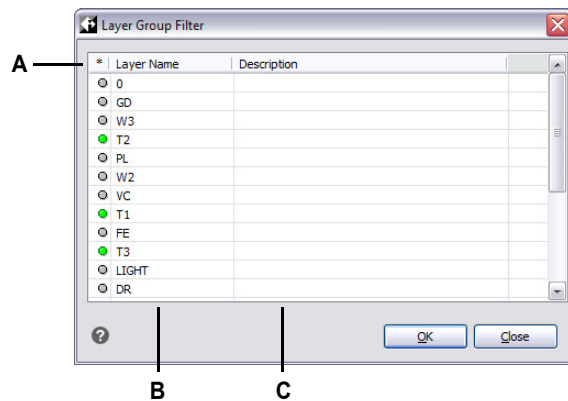 Layer Group Filter
A
* Layer Name Description
0
GD
W3
T2
PL
W2
VC
T1
FE
T3
LIGHT
DR
? OK Close
B C